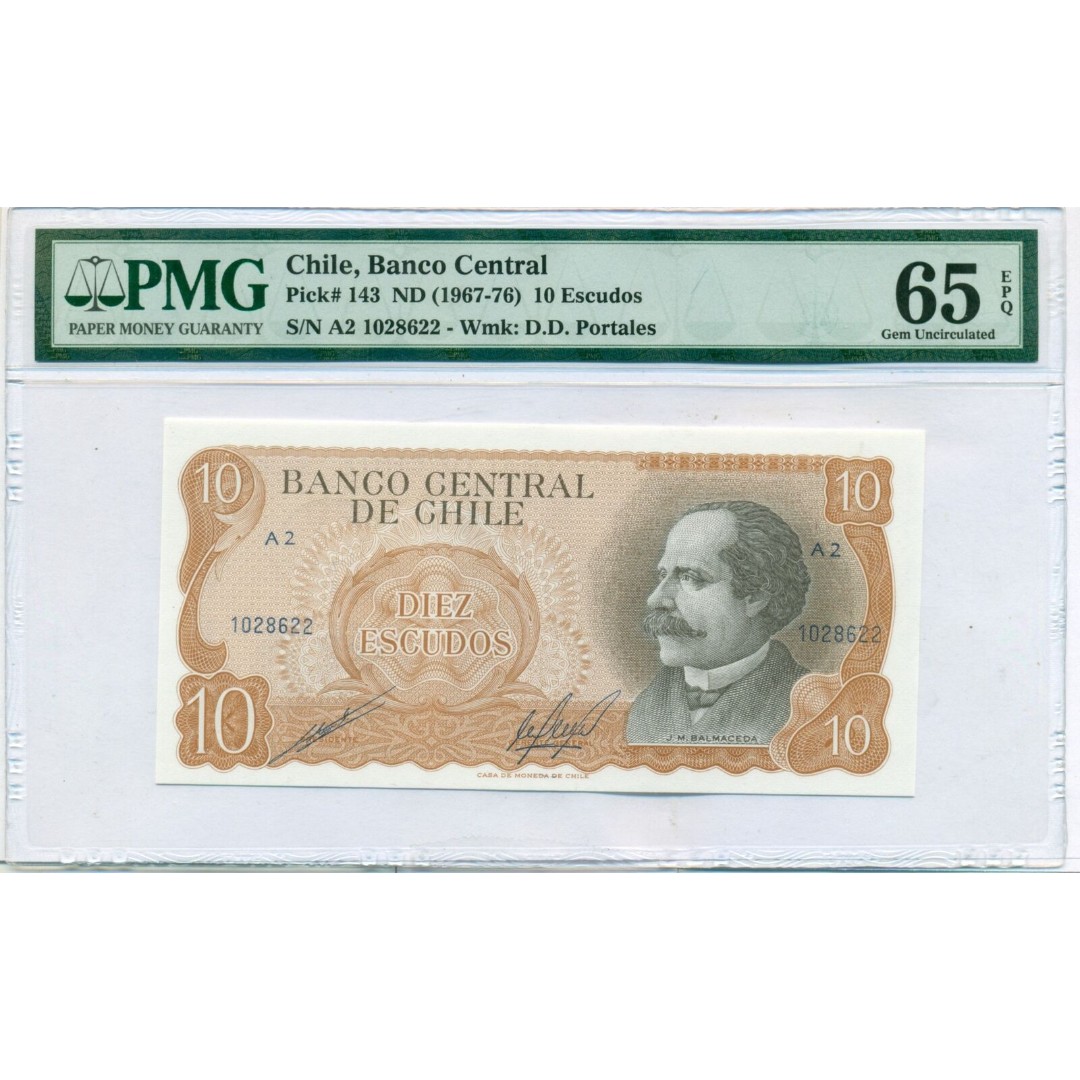 PMG
PAPER MONEY GUARANTY
Chile, Banco Central
Pick# 143 ND (1967-76) 10 Escudos
S/N A2 1028622 - Wmk: D.D. Portales
65
EPQ
Gem Uncirculated
10
BANCO CENTRAL
DE CHILE
10
A 2
A 2
DIEZ
ESCUDOS
1028622
1028622
10
J. M. BALMACEDA
10
CASA DE MONEDA DE CHILE